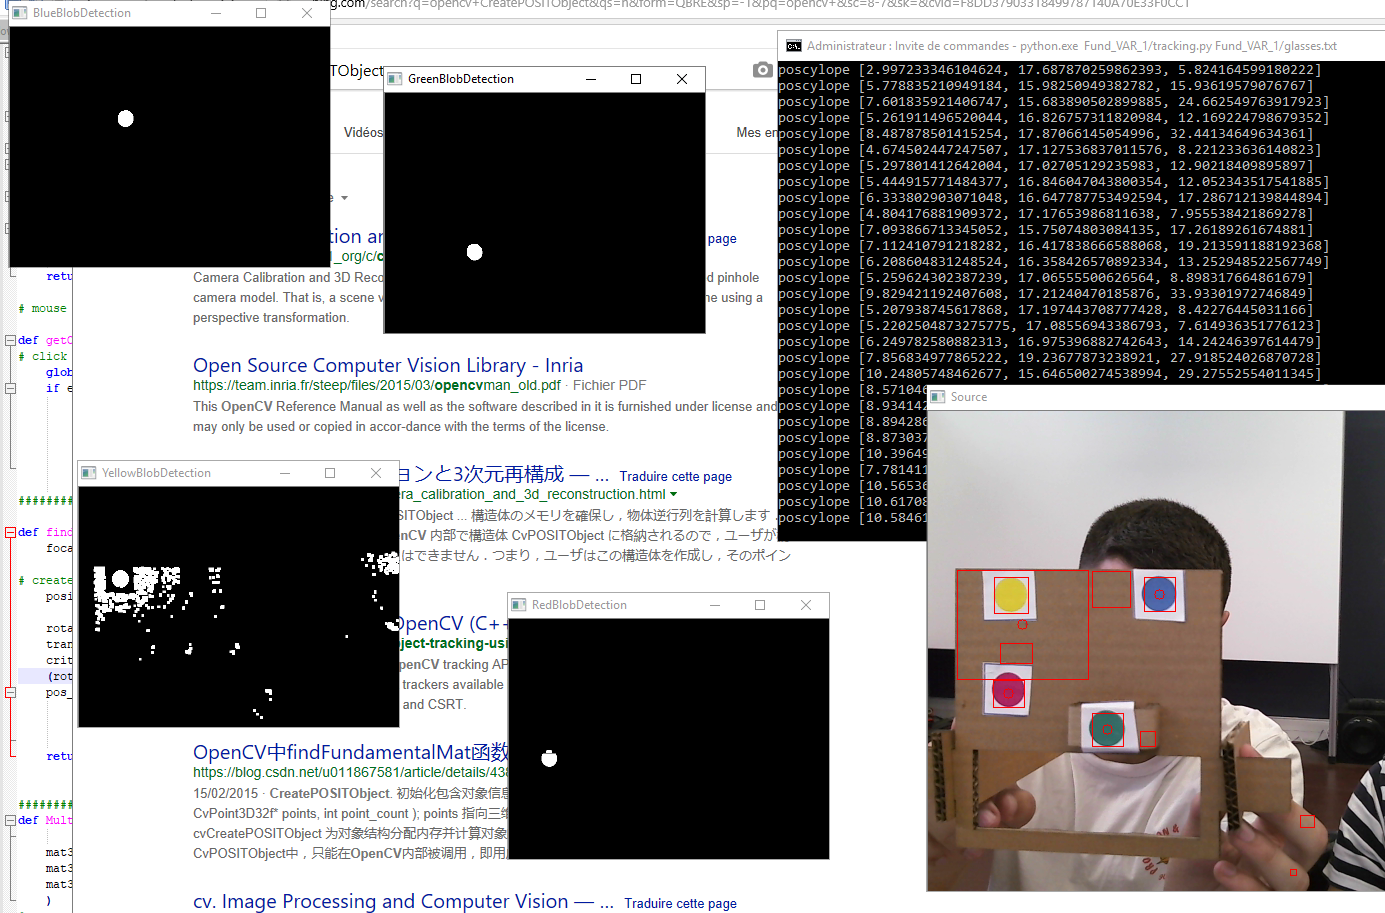 BlueBlobDetection
ing.com/search?q=opencv+CreatePOSITObject&qs=n&form=QBRE&sp=-1&pq=opencv+&sc=8-7&sk=&cvid=F8DD37903318499787140A70E33F0CC1
Administrateur : Invite de commandes - python.exe Fund_VAR_1/tracking.py Fund_VAR_1/glasses.txt
TObject
GreenBlobDetection
Vidéos
Mes en
poscylope [2.997233346104624, 17.687870259862393, 5.824164599180222]
poscylope [5.778835210949184, 15.98250949382782, 15.93619579076767]
poscylope [7.601835921406747, 15.683890502899885, 24.662549763917923]
poscylope [5.261911496520044, 16.826757311820984, 12.169224798679352]
poscylope [8.487878501415254, 17.87066145054996, 32.44134649634361]
poscylope [4.674502447247507, 17.127536837011576, 8.221233636140823]
poscylope [5.297801412642004, 17.02705129235983, 12.90218409895897]
poscylope [5.444915771484377, 16.846047043800354, 12.052343517541885]
poscylope [6.333802903071048, 16.647787753492594, 17.286712139844894]
poscylope [4.804176881909372, 17.17653986811638, 7.955538421869278]
poscylope [7.093866713345052, 15.75074803084135, 17.26189261674881]
poscylope [7.112410791218282, 16.417838666588068, 19.213591188192368]
poscylope [6.208604831248524, 16.358426570892334, 13.252948522567749]
poscylope [5.259624302387239, 17.06555500626564, 8.898317664861679]
poscylope [9.829421192407608, 17.21240470185876, 33.93301972746849]
poscylope [5.207938745617868, 17.197443708777428, 8.42276445031166]
poscylope [5.2202504873275775, 17.08556943386793, 7.614936351776123]
poscylope [6.249782580882313, 16.975396882742643, 14.24246397614479]
poscylope [7.856834977865222, 19.23677873238921, 27.918524026870728]
poscylope [10.24805748462677, 15.646500274538994, 29.27552554011345]
poscylope [8.57104
poscylope [8.934142
poscylope [8.89428
poscylope [8.873037
poscylope [10.39649
poscylope [7.78141
poscylope [10.56536
poscylope [10.61708
poscylope [10.58461
Source
tion an
page
_org/c/
Camera Calibration and 3D Reco
d pinhole
camera model. That is, a scene v
ne using a
perspective transformation.
Open Source Computer Vision Library - Inria
https://team.inria.fr/steep/files/2015/03/opencvman_old.pdf · Fichier PDF
This OpenCV Reference Manual as well as the software described in it is furnished under license and
may only be used or copied in accor-dance with the terms of the license.
YellowBlobDetection
ョンと3次元再構成 — ... Traduire cette page
era_calibration_and_3d_reconstruction.html
SITObject ... 構造体のメモリを確保し，物体逆行列を計算します．
nCV 内部で構造体 CvPOSITObject に格納されるので，ユーザが
はできません．つまり，ユーザはこの構造体を作成し，そのポイン
RedBlobDetection
OpenCV (C++
ject-tracking-usi
penCV tracking AP
trackers available
and CSRT.
OpenCV中findFundamentalMat函数
https://blog.csdn.net/u011867581/article/details/438
15/02/2015 · CreatePOSITObject. 初始化包含对象信息
CvPoint3D32f* points, int point_count ); points 指向三维
cvCreatePOSITObject 为对象结构分配内存并计算对象
CvPOSITObject中，只能在OpenCV内部被调用，即用
cv. Image Processing and Computer Vision — ... Traduire cette page
retu
# mouse
def getC
# click
glob
if e
########
def find
foca
# create
posi
rota
tran
crit
(rot
pos_
retu
########
def Mult
mat3
mat3
mat3
)